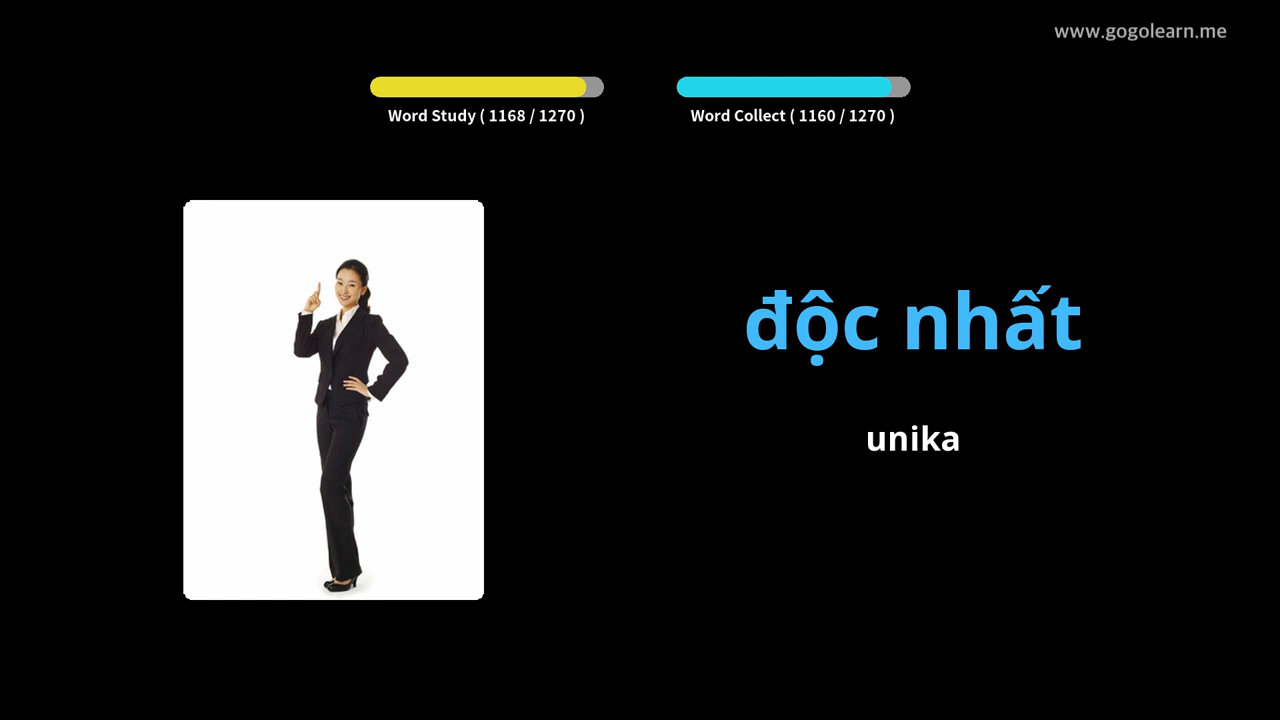 www.gogolearn.me
Word Study ( 1168 / 1270 )
Word Collect ( 1160 / 1270 )
độc nhất
unika